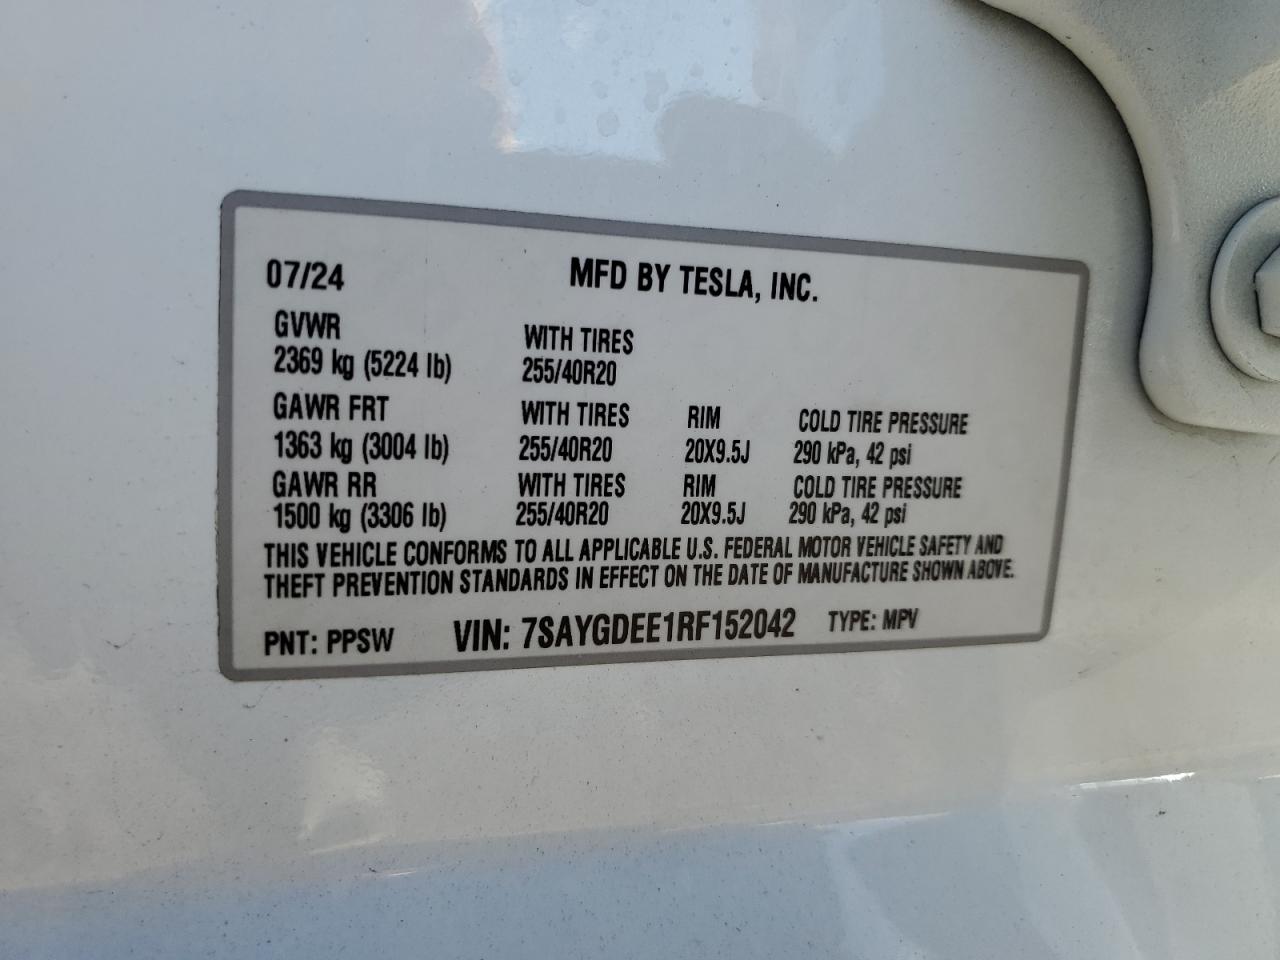 07/24 MFD BY TESLA, INC.
GVWR WITH TIRES
2369 kg (5224 lb) 255/40R20
GAWR FRT WITH TIRES RIM COLD TIRE PRESSURE
1363 kg (3004 lb) 255/40R20 20X9.5J 290 kPa, 42 psi
GAWR RR WITH TIRES RIM COLD TIRE PRESSURE
1500 kg (3306 lb) 255/40R20 20X9.5J 290 kPa, 42 psi
THIS VEHICLE CONFORMS TO ALL APPLICABLE U.S. FEDERAL MOTOR VEHICLE SAFETY AND
THEFT PREVENTION STANDARDS IN EFFECT ON THE DATE OF MANUFACTURE SHOWN ABOVE.
PNT: PPSW VIN: 7SAYGDEE1RF152042 TYPE: MPV